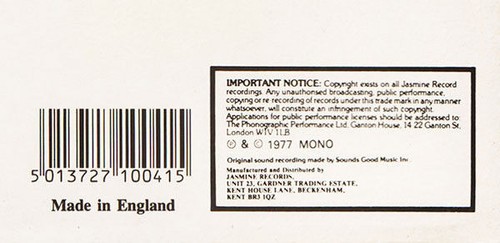 IMPORTANT NOTICE: Copyright exists on all Jasmine Record
recordings. Any unauthorised broadcasting, public performance,
copying or re recording of records under this trade mark in any manner
whatsoever, will constitute an infringement of such copyright.
Applications for public performance licenses should be addressed to:
The Phonographic Performance Ltd, Ganton House, 14 22 Ganton St,
London W1V 1LB
℗ & © 1977 MONO
Original sound recording made by Sounds Good Music Inc
Manufactured and Distributed by
JASMINE RECORDS,
UNIT 23, GARDNER TRADING ESTATE,
KENT HOUSE LANE, BECKENHAM,
KENT BR3 1QZ
5 013727 100415
Made in England